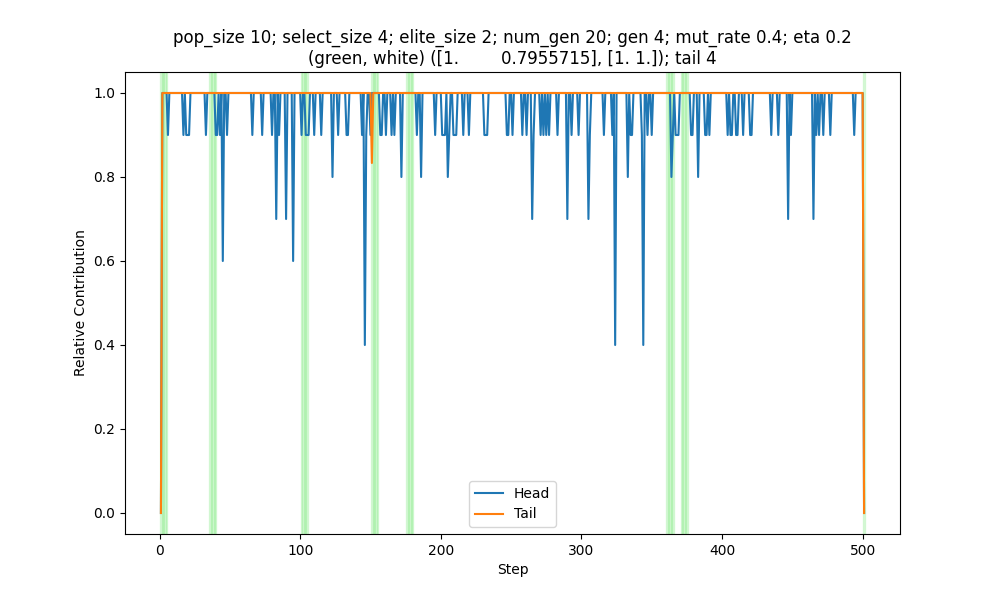 pop_size 10; select_size 4; elite_size 2; num_gen 20; gen 4; mut_rate 0.4; eta 0.2
(green, white) ([1. 0.7955715], [1. 1.]); tail 4
1.0
0.8
0.6
0.4
0.2
0.0
Relative Contribution
Head
Tail
0 100 200 300 400 500
Step